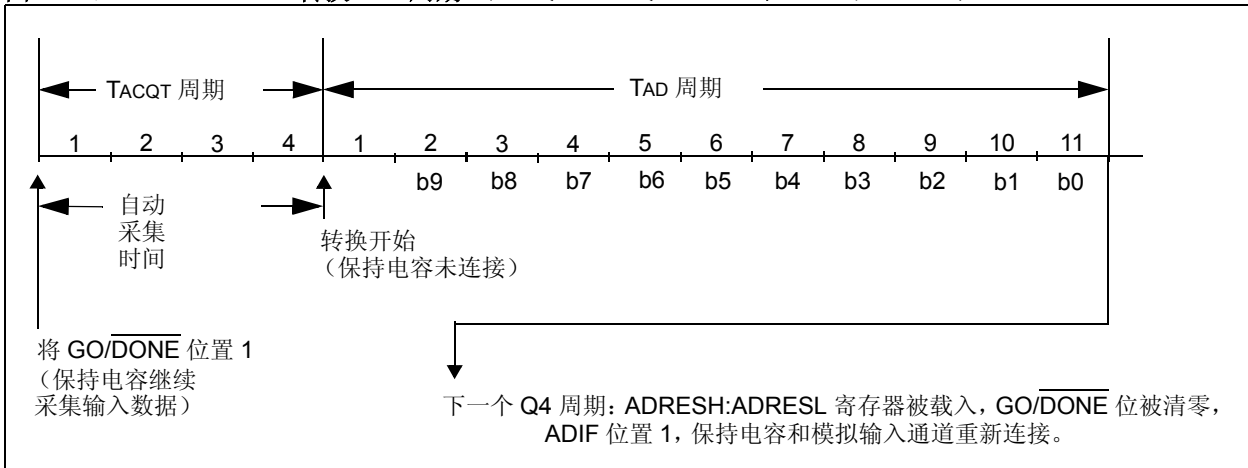 TACQT 周期
TAD 周期
1 2 3 4 1 2 3 4 5 6 7 8 9 10 11
b9 b8 b7 b6 b5 b4 b3 b2 b1 b0
自动
采集
时间
转换开始
（保持电容未连接）
将 GO/DONE 位置 1
（保持电容继续
采集输入数据）
下一个 Q4 周期：ADRESH:ADRESL 寄存器被载入，GO/DONE 位被清零，
ADIF 位置 1，保持电容和模拟输入通道重新连接。